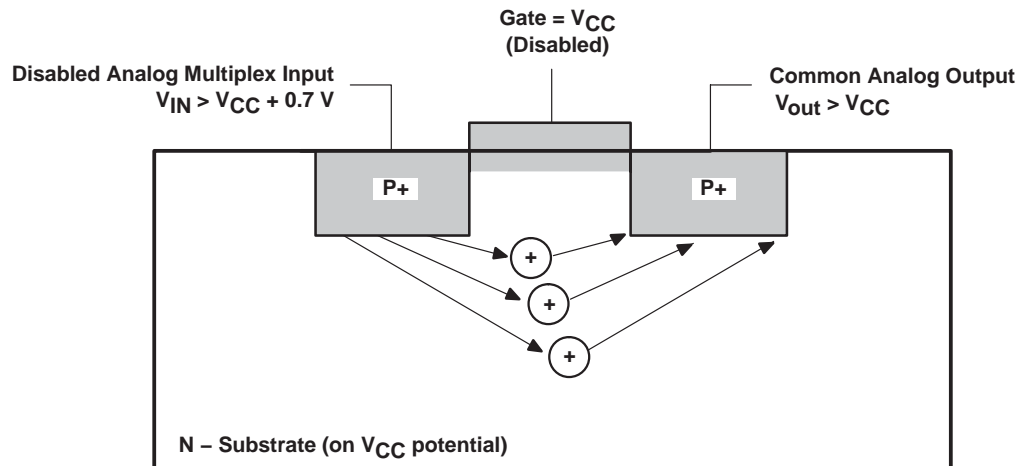 Gate = VCC
(Disabled)
Disabled Analog Multiplex Input
VIN > VCC + 0.7 V
Common Analog Output
Vout > VCC
P+
P+
+
+
+
N – Substrate (on VCC potential)